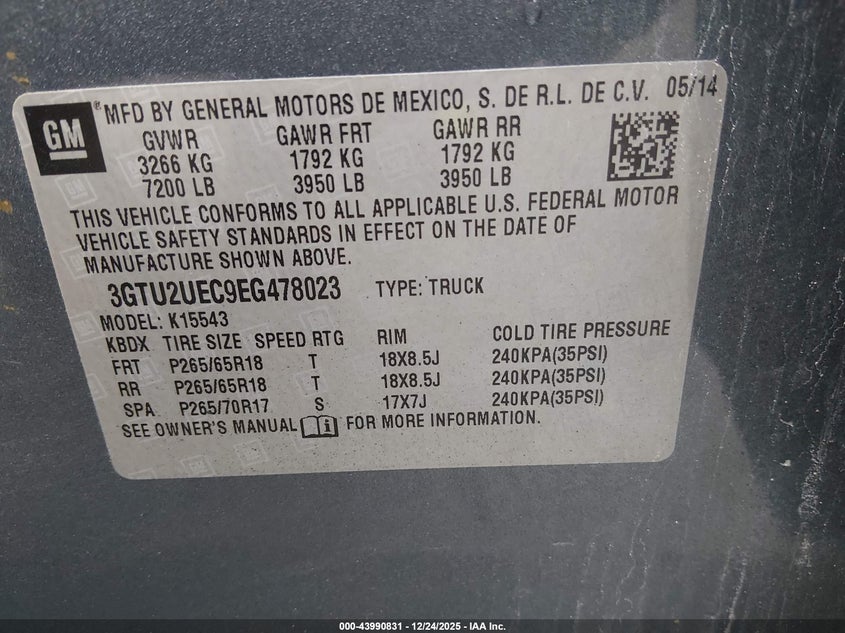 GM
® MFD BY GENERAL MOTORS DE MEXICO, S. DE R.L. DE C.V. 05/14
GVWR GAWR FRT GAWR RR
3266 KG 1792 KG 1792 KG
7200 LB 3950 LB 3950 LB
THIS VEHICLE CONFORMS TO ALL APPLICABLE U.S. FEDERAL MOTOR
VEHICLE SAFETY STANDARDS IN EFFECT ON THE DATE OF
MANUFACTURE SHOWN ABOVE.
3GTU2UEC9EG478023 TYPE: TRUCK
MODEL: K15543
KBDX TIRE SIZE SPEED RTG RIM COLD TIRE PRESSURE
FRT P265/65R18 T 18X8.5J 240KPA(35PSI)
RR P265/65R18 T 18X8.5J 240KPA(35PSI)
SPA P265/70R17 S 17X7J 240KPA(35PSI)
SEE OWNER'S MANUAL FOR MORE INFORMATION.
000-43990831 - 12/24/2025 - IAA Inc.